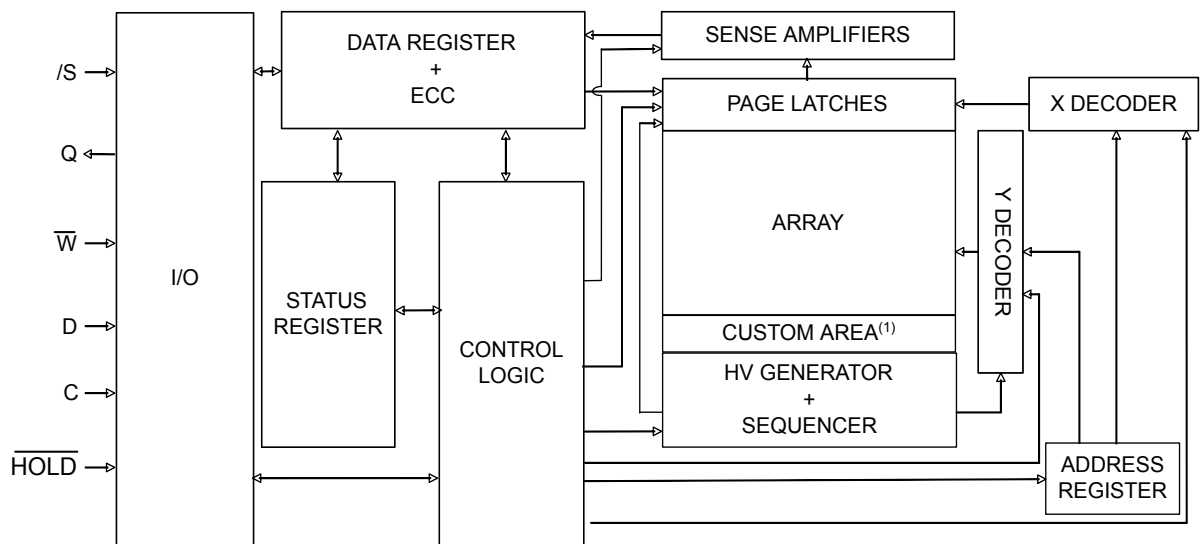 /S
Q
W̅
D
C
H̅O̅L̅D̅
I/O
DATA REGISTER
+
ECC
STATUS
REGISTER
CONTROL
LOGIC
SENSE AMPLIFIERS
PAGE LATCHES
ARRAY
CUSTOM AREA(1)
HV GENERATOR
+
SEQUENCER
X DECODER
Y DECODER
ADDRESS
REGISTER